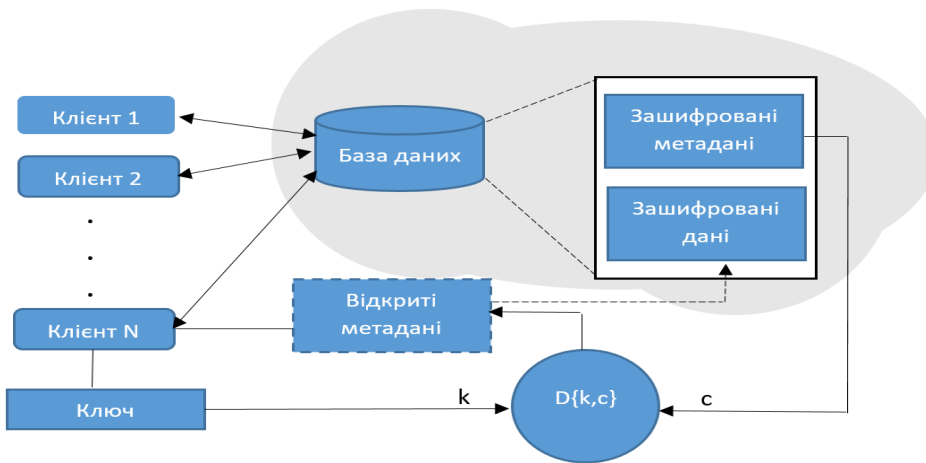 Клієнт 1
Клієнт 2
.
.
.
Клієнт N
Ключ
База даних
Зашифровані
метадані
Зашифровані
дані
Відкриті
метадані
k
D{k,c}
c